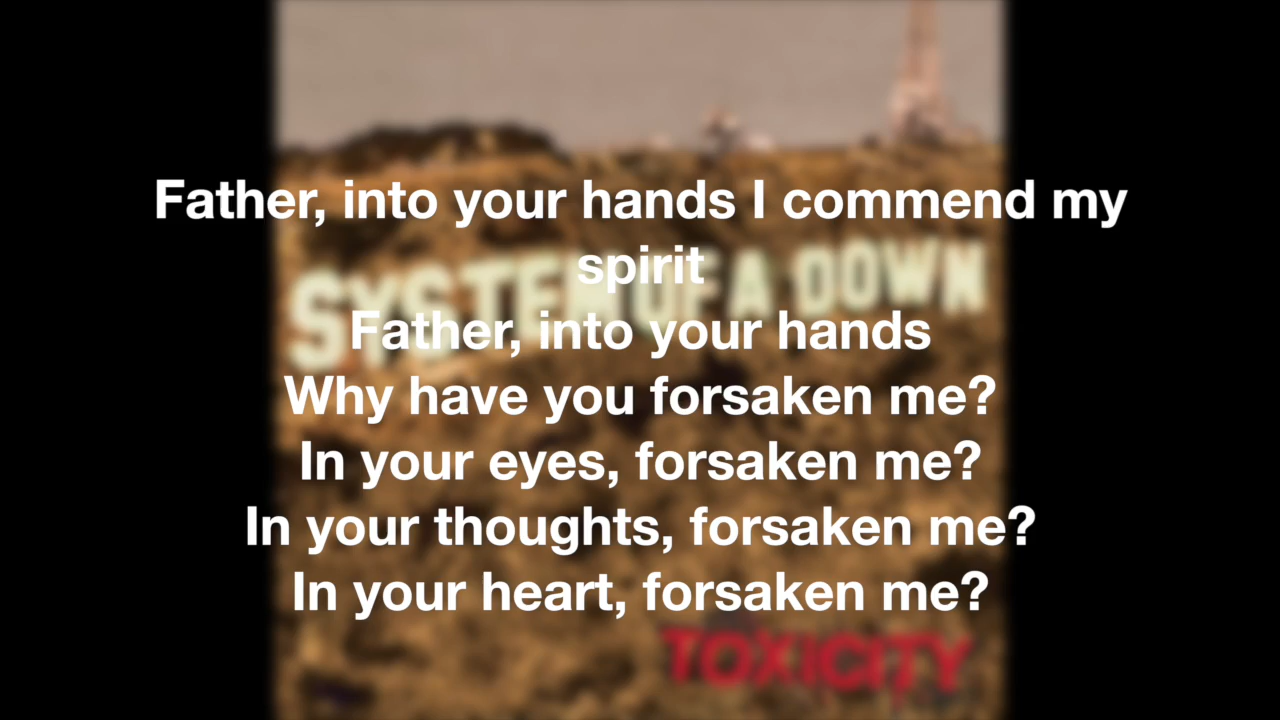 Father, into your hands I commend my
spirit
SYSTEM OF A DOWN
Father, into your hands
Why have you forsaken me?
In your eyes, forsaken me?
In your thoughts, forsaken me?
In your heart, forsaken me?
TOXICITY